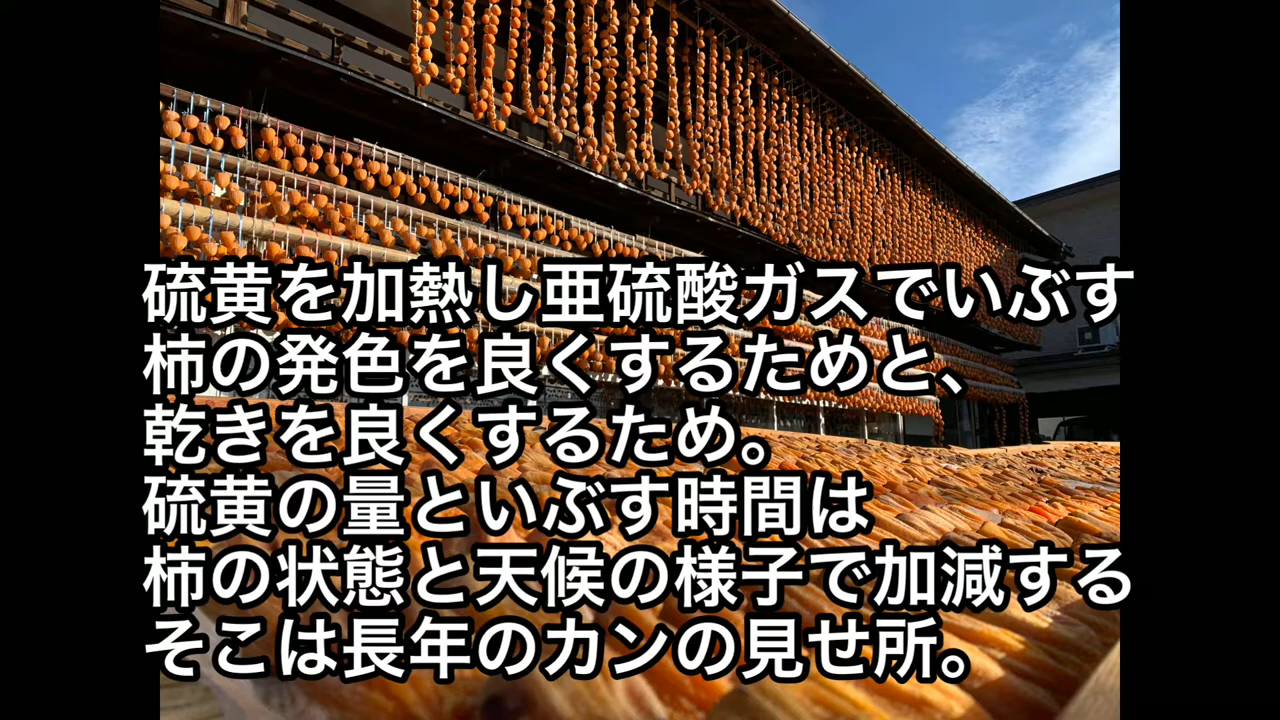 硫黄を加熱し亜硫酸ガスでいぶす
柿の発色を良くするためと、
乾きを良くするため。
硫黄の量といぶす時間は
柿の状態と天候の様子で加減する
そこは長年のカンの見せ所。